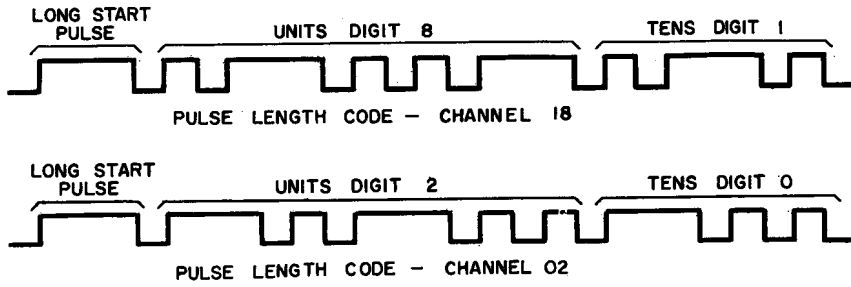 LONG START
PULSE
UNITS DIGIT 8
TENS DIGIT 1
PULSE LENGTH CODE — CHANNEL 18
LONG START
PULSE
UNITS DIGIT 2
TENS DIGIT 0
PULSE LENGTH CODE — CHANNEL 02